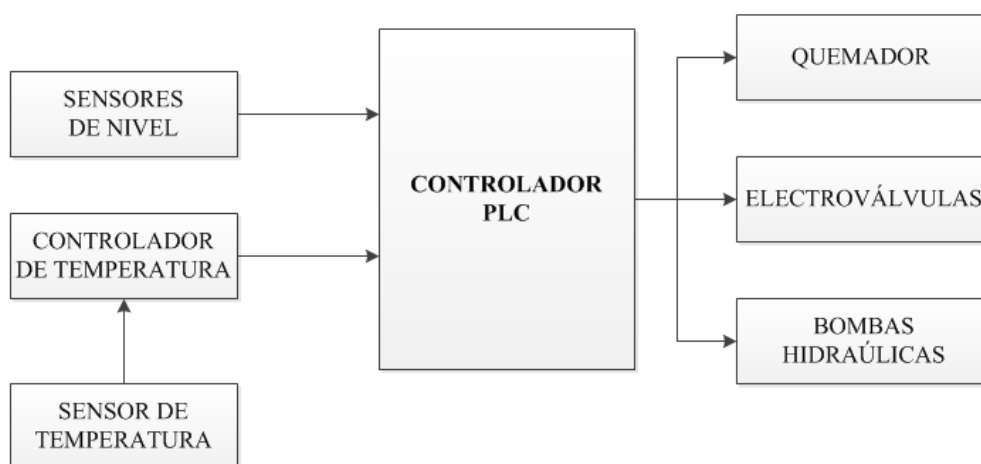 SENSORES
DE NIVEL
CONTROLADOR
DE TEMPERATURA
SENSOR DE
TEMPERATURA
CONTROLADOR
PLC
QUEMADOR
ELECTROVÁLVULAS
BOMBAS
HIDRAÚLICAS